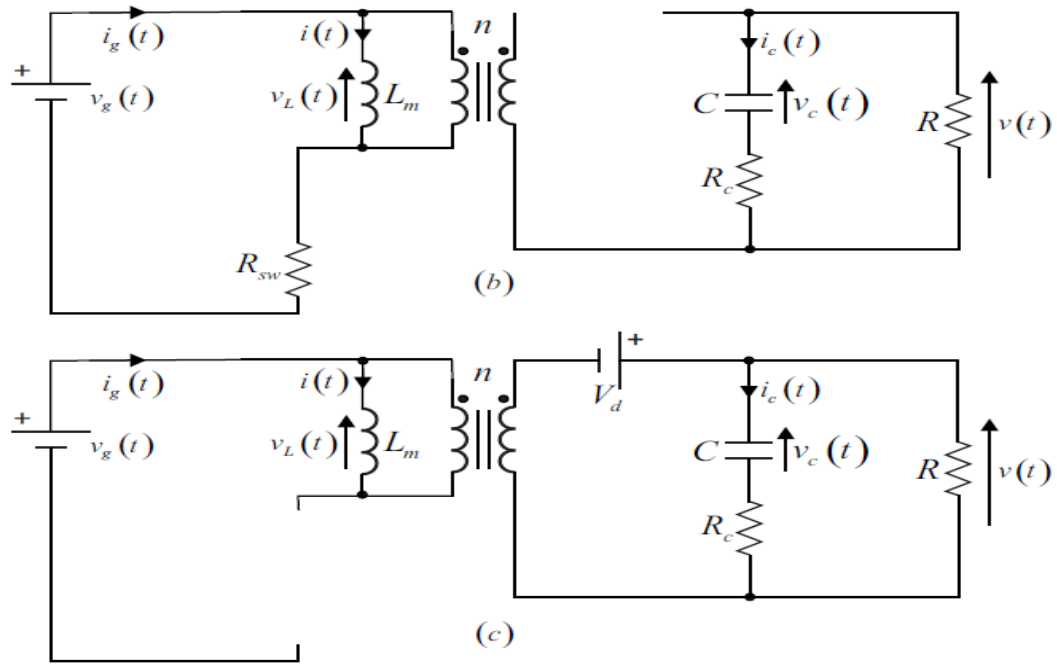 i_g(t) i(t) n i_c(t)
+ v_g(t) v_L(t) L_m C v_c(t) R v(t)
R_c
R_sw
(b)
+
i_g(t) i(t) n V_d i_c(t)
+ v_g(t) v_L(t) L_m C v_c(t) R v(t)
R_c
(c)